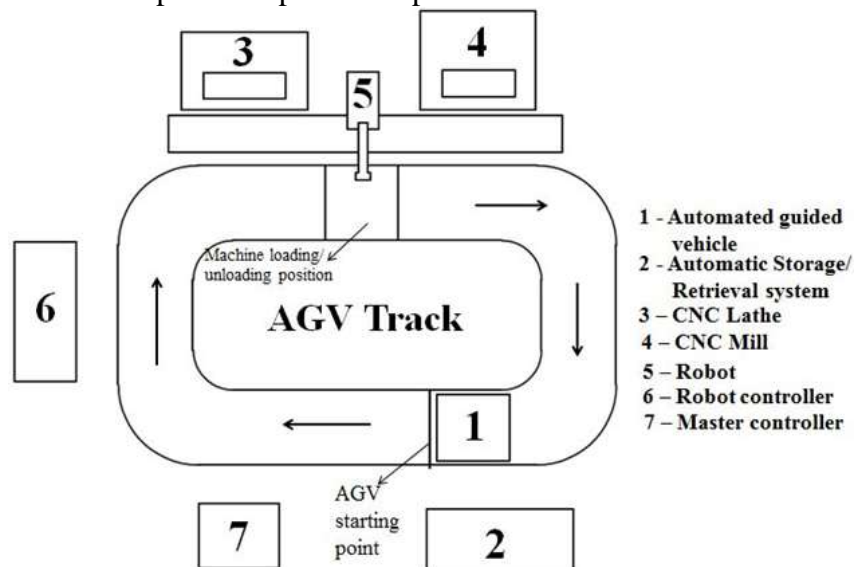 3
4
5
1 - Automated guided
vehicle
2 - Automatic Storage/
Retrieval system
3 – CNC Lathe
4 – CNC Mill
5 – Robot
6 – Robot controller
7 – Master controller
Machine loading/
unloading position
6
AGV Track
1
AGV
starting
point
7
2